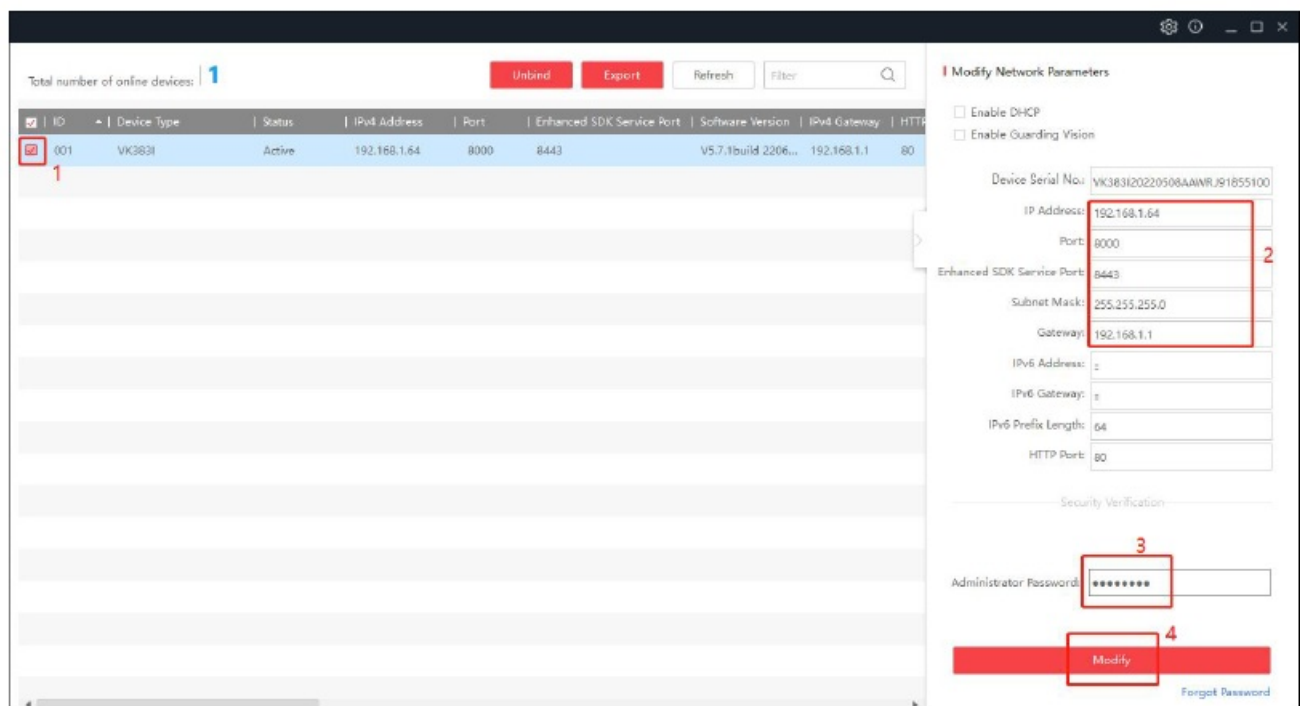 Total number of online devices: 1
Unbind
Export
Refresh
Filter
ID | Device Type | Status | IPv4 Address | Port | Enhanced SDK Service Port | Software Version | IPv4 Gateway | HTTP
001 VK383I Active 192.168.1.64 8000 8443 V5.7.1build 2206... 192.168.1.1 80
1
Modify Network Parameters
Enable DHCP
Enable Guarding Vision
Device Serial No.: VK383I20220508AAWRJ91855100
IP Address: 192.168.1.64
Port: 8000
2
Enhanced SDK Service Port: 8443
Subnet Mask: 255.255.255.0
Gateway: 192.168.1.1
IPv6 Address: ::
IPv6 Gateway: ::
IPv6 Prefix Length: 64
HTTP Port: 80
Security Verification
3
Administrator Password: ●●●●●●●●
4
Modify
Forgot Password